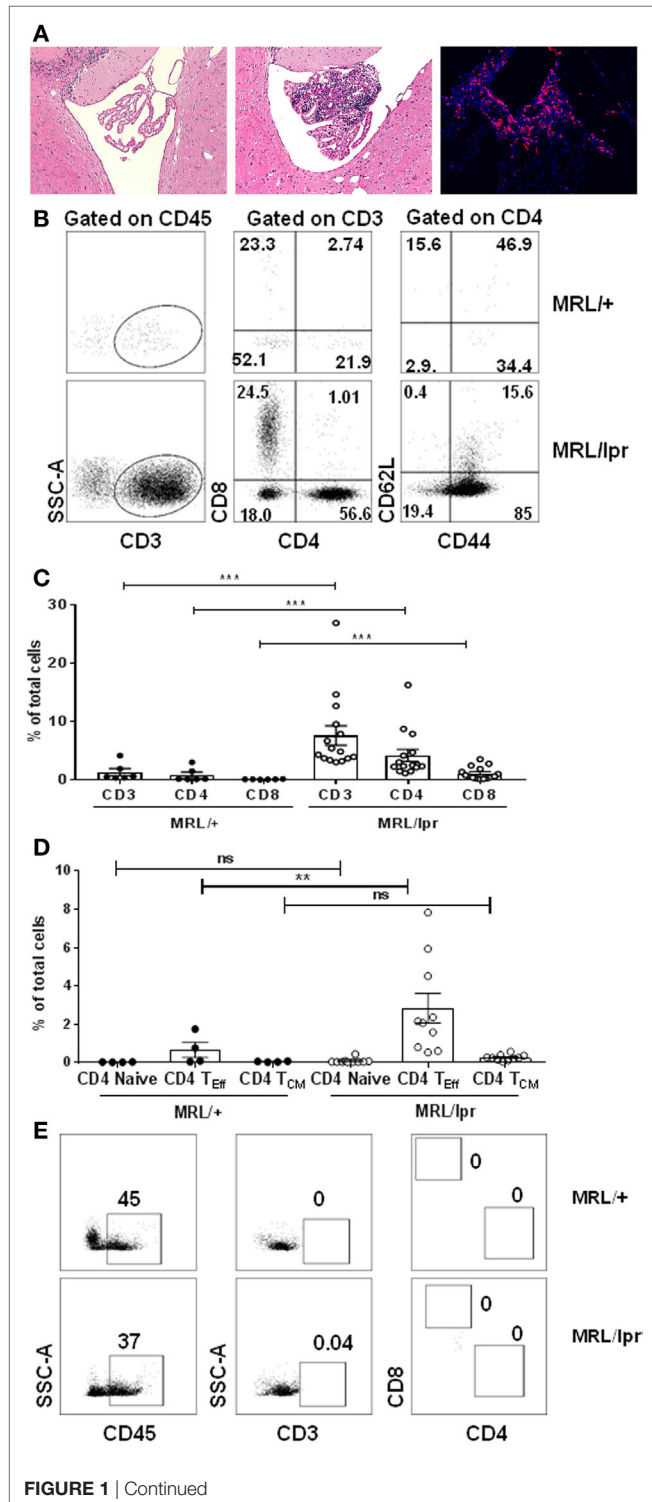 A
B
Gated on CD45 Gated on CD3 Gated on CD4
23.3 2.74 15.6 46.9
MRL/+
52.1 21.9 2.9. 34.4
24.5 1.01 0.4 15.6
MRL/lpr
18.0 56.6 19.4 85
SSC-A CD8 CD62L
CD3 CD4 CD44
C
*** 
***
***
% of total cells
30
20
10
0
CD3 CD4 CD8 CD3 CD4 CD8
MRL/+ MRL/lpr
D
ns
**
ns
% of total cells
10
8
6
4
2
0
CD4 Naive CD4 TEff CD4 TCM CD4 Naive CD4 TEff CD4 TCM
MRL/+ MRL/lpr
E
45 0 0
0
MRL/+
37 0.04 0
0
MRL/lpr
SSC-A SSC-A CD8
CD45 CD3 CD4
FIGURE 1 | Continued